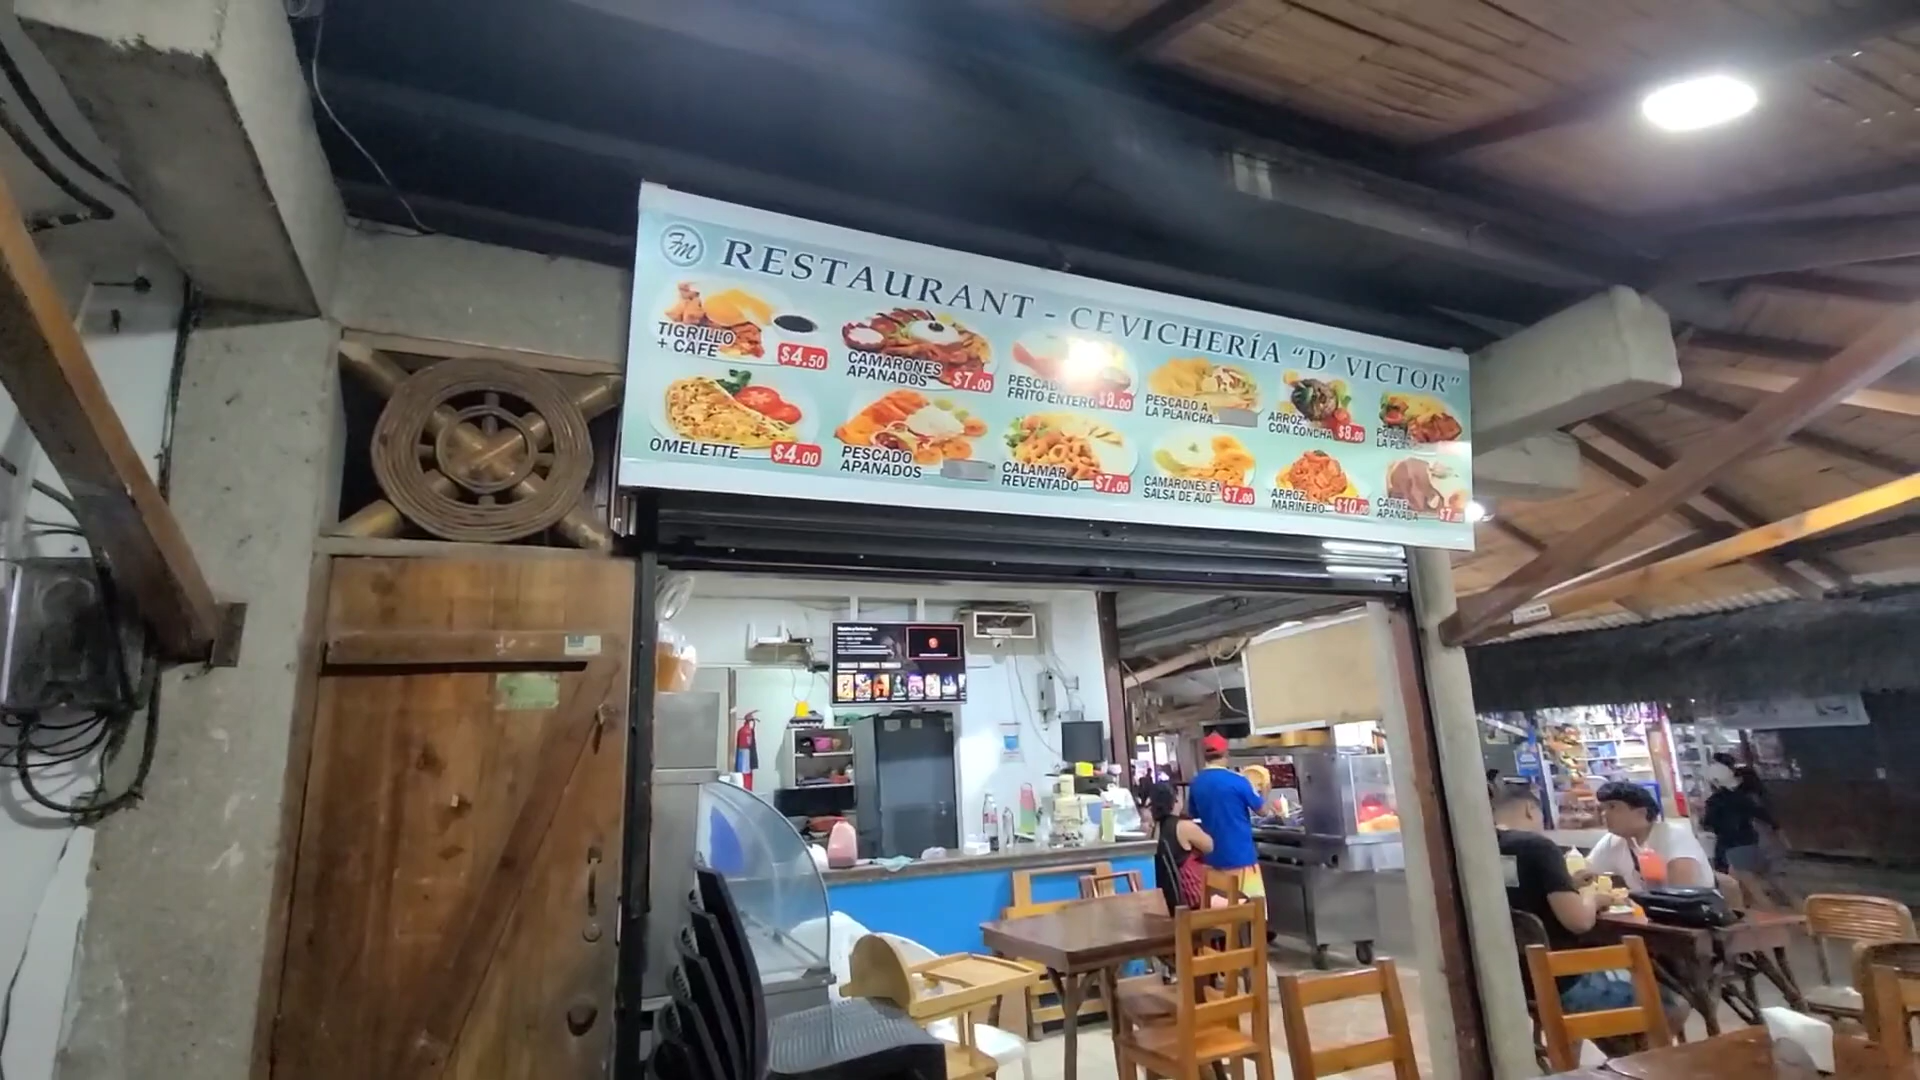 FM RESTAURANT - CEVICHERÍA "D' VICTOR"
TIGRILLO
+ CAFE
$4.50
CAMARONES
APANADOS
$7.00
PESCADO
FRITO ENTERO
$8.00
PESCADO A
LA PLANCHA
ARROZ
CON CONCHA
$8.00
OMELETTE
$4.00
PESCADO
APANADOS
CALAMAR
REVENTADO
$7.00
CAMARONES EN
SALSA DE AJO
$7.00
ARROZ
MARINERO
$10.00
CARNE
APANADA